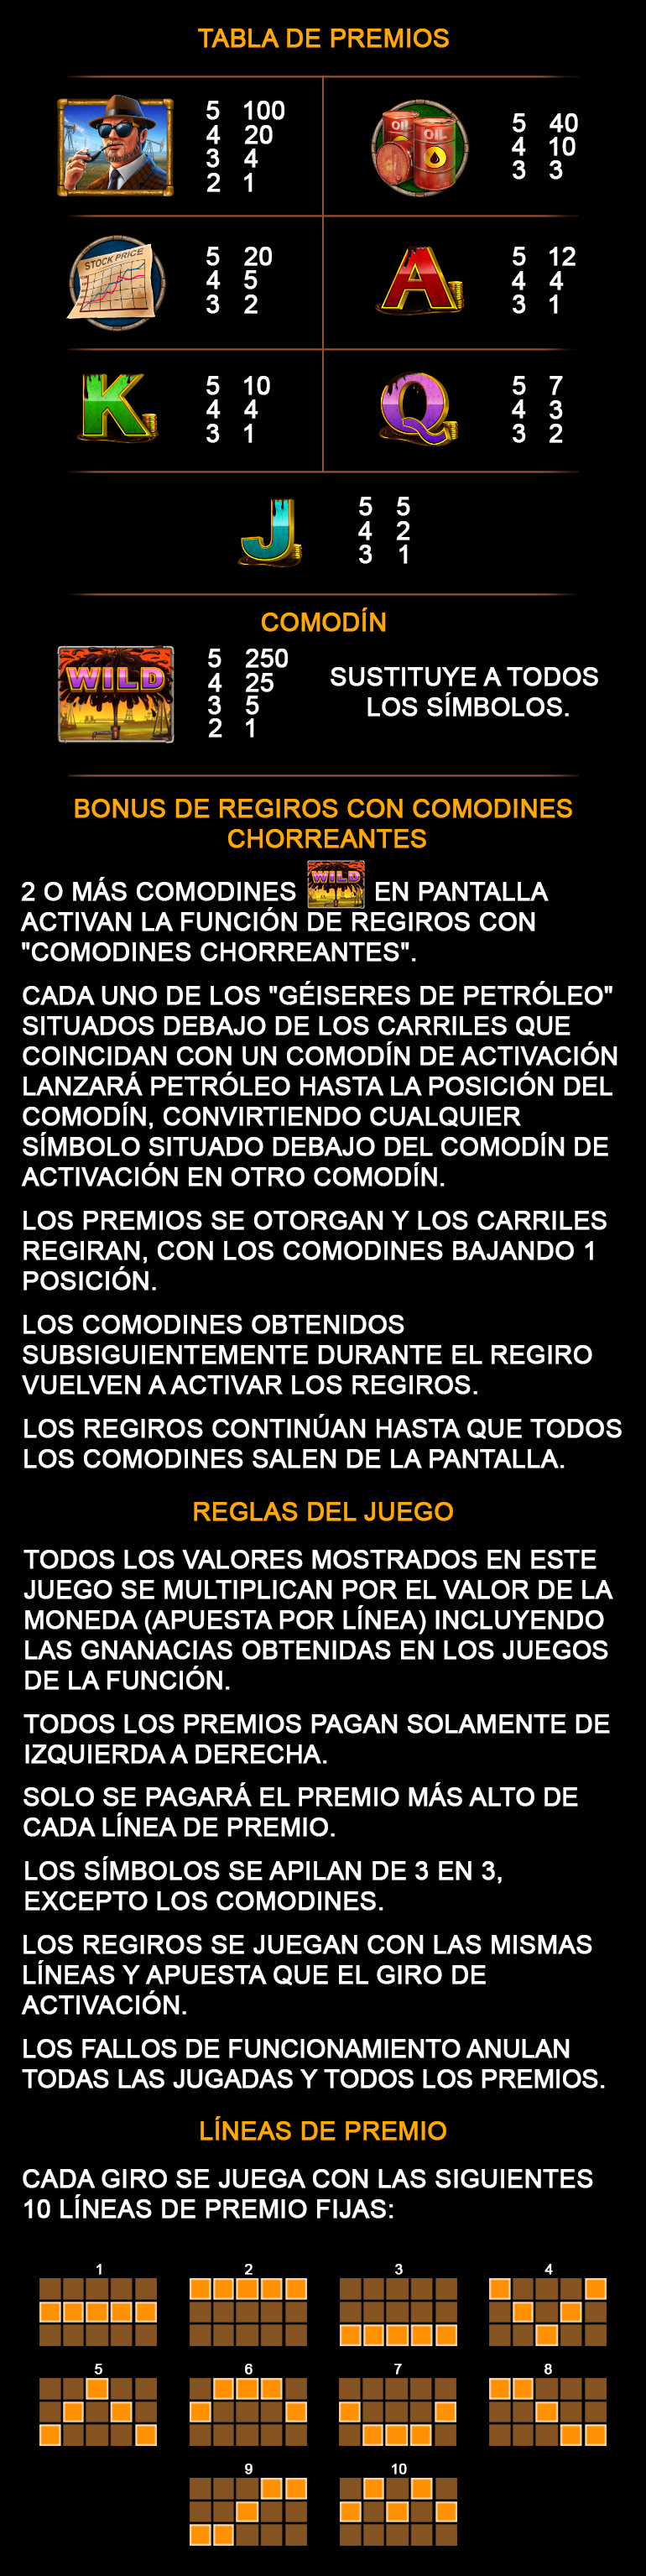 TABLA DE PREMIOS
5 100
4 20
3 4
2 1
OIL
OIL
5 40
4 10
3 3
STOCK PRICE
5 20
4 5
3 2
A
5 12
4 4
3 1
K
5 10
4 4
3 1
Q
5 7
4 3
3 2
J
5 5
4 2
3 1
COMODÍN
WILD
5 250
4 25
3 5
2 1
SUSTITUYE A TODOS
LOS SÍMBOLOS.
BONUS DE REGIROS CON COMODINES
CHORREANTES
2 O MÁS COMODINES WILD EN PANTALLA
ACTIVAN LA FUNCIÓN DE REGIROS CON
"COMODINES CHORREANTES".
CADA UNO DE LOS "GÉISERES DE PETRÓLEO"
SITUADOS DEBAJO DE LOS CARRILES QUE
COINCIDAN CON UN COMODÍN DE ACTIVACIÓN
LANZARÁ PETRÓLEO HASTA LA POSICIÓN DEL
COMODÍN, CONVIRTIENDO CUALQUIER
SÍMBOLO SITUADO DEBAJO DEL COMODÍN DE
ACTIVACIÓN EN OTRO COMODÍN.
LOS PREMIOS SE OTORGAN Y LOS CARRILES
REGIRAN, CON LOS COMODINES BAJANDO 1
POSICIÓN.
LOS COMODINES OBTENIDOS
SUBSIGUIENTEMENTE DURANTE EL REGIRO
VUELVEN A ACTIVAR LOS REGIROS.
LOS REGIROS CONTINÚAN HASTA QUE TODOS
LOS COMODINES SALEN DE LA PANTALLA.
REGLAS DEL JUEGO
TODOS LOS VALORES MOSTRADOS EN ESTE
JUEGO SE MULTIPLICAN POR EL VALOR DE LA
MONEDA (APUESTA POR LÍNEA) INCLUYENDO
LAS GNANACIAS OBTENIDAS EN LOS JUEGOS
DE LA FUNCIÓN.
TODOS LOS PREMIOS PAGAN SOLAMENTE DE
IZQUIERDA A DERECHA.
SOLO SE PAGARÁ EL PREMIO MÁS ALTO DE
CADA LÍNEA DE PREMIO.
LOS SÍMBOLOS SE APILAN DE 3 EN 3,
EXCEPTO LOS COMODINES.
LOS REGIROS SE JUEGAN CON LAS MISMAS
LÍNEAS Y APUESTA QUE EL GIRO DE
ACTIVACIÓN.
LOS FALLOS DE FUNCIONAMIENTO ANULAN
TODAS LAS JUGADAS Y TODOS LOS PREMIOS.
LÍNEAS DE PREMIO
CADA GIRO SE JUEGA CON LAS SIGUIENTES
10 LÍNEAS DE PREMIO FIJAS:
1 2 3 4
5 6 7 8
9 10